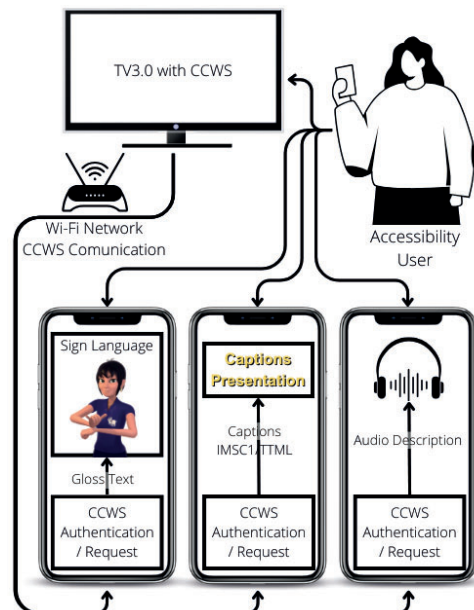 TV3.0 with CCWS
Wi-Fi Network
CCWS Comunication
Accessibility
User
Sign Language
Gloss Text
CCWS
Authentication
/ Request
Captions
Presentation
Captions
IMSC1/TTML
CCWS
Authentication
/ Request
Audio Description
CCWS
Authentication
/ Request